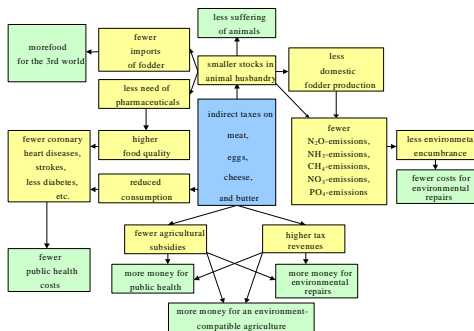 less suffering
of animals
morefood
for the 3rd world
fewer
imports
of fodder
smaller stocks in
animal husbandry
less
domestic
fodder production
less need of
pharmaceuticals
indirect taxes on
meat,
eggs,
cheese,
and butter
fewer
N₂O-emissions,
NH₃-emissions,
CH₄-emissions,
NO₃-emissions,
PO₄-emissions
less environmetal
encumbrance
fewer costs for
environmental
repairs
fewer coronary
heart diseases,
strokes,
less diabetes,
etc.
higher
food quality
reduced
consumption
fewer agricultural
subsidies
higher tax
revenues
fewer
public health
costs
more money for
public health
more money for
environmental
repairs
more money for an environment-
compatible agriculture